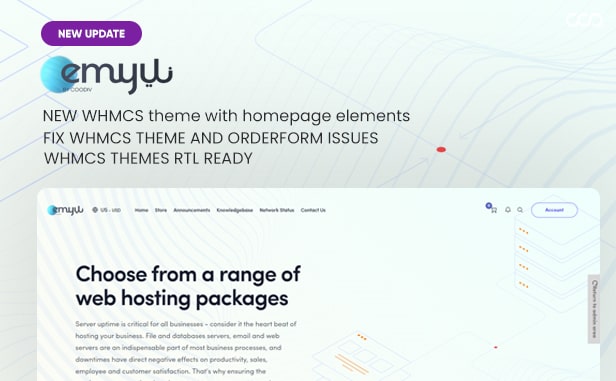 NEW UPDATE
emyui
BY COODIV
NEW WHMCS theme with homepage elements
FIX WHMCS THEME AND ORDERFORM ISSUES
WHMCS THEMES RTL READY
emyui US - USD Home Store Announcements Knowledgebase Network Status Contact Us 0 Account
Choose from a range of
web hosting packages
Server uptime is critical for all businesses - consider it the heart beat of
hosting your business. File and databases servers, email and web
servers are an indispensable part of most business processes, and
downtimes have direct negative effects on productivity, sales,
employee and customer satisfaction. That's why ensuring the
Return to admin area